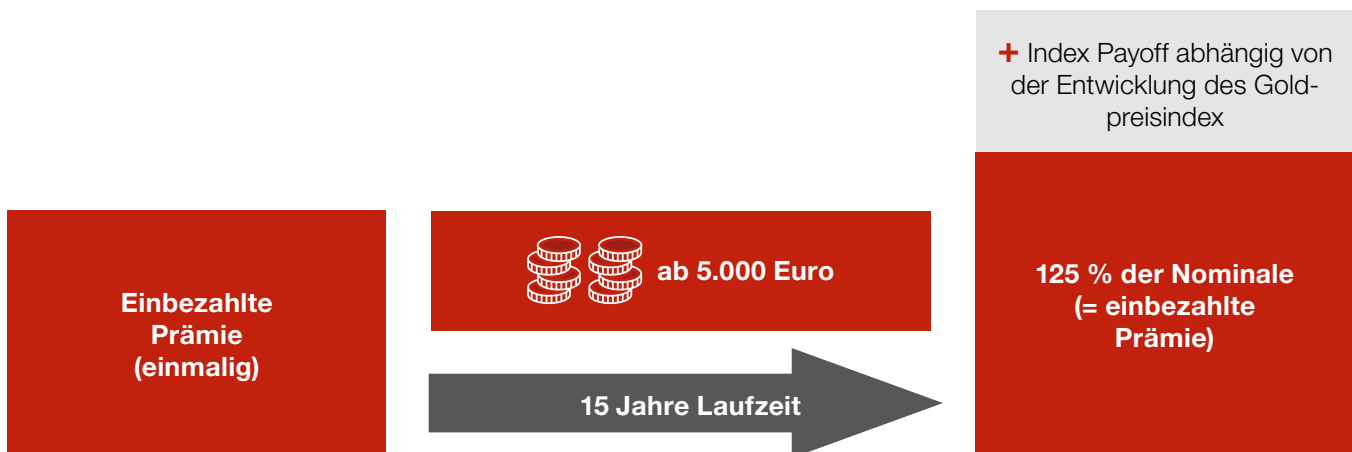 Einbezahlte
Prämie
(einmalig)
ab 5.000 Euro
15 Jahre Laufzeit
+ Index Payoff abhängig von
der Entwicklung des Gold-
preisindex
125 % der Nominale
(= einbezahlte
Prämie)